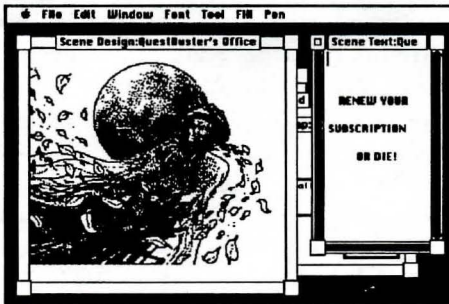 File Edit Window Font Tool Fill Pen
Scene Design:QuestBuster's Office
Scene Text:Que
RENEW YOUR
SUBSCRIPTION
OR DIE!